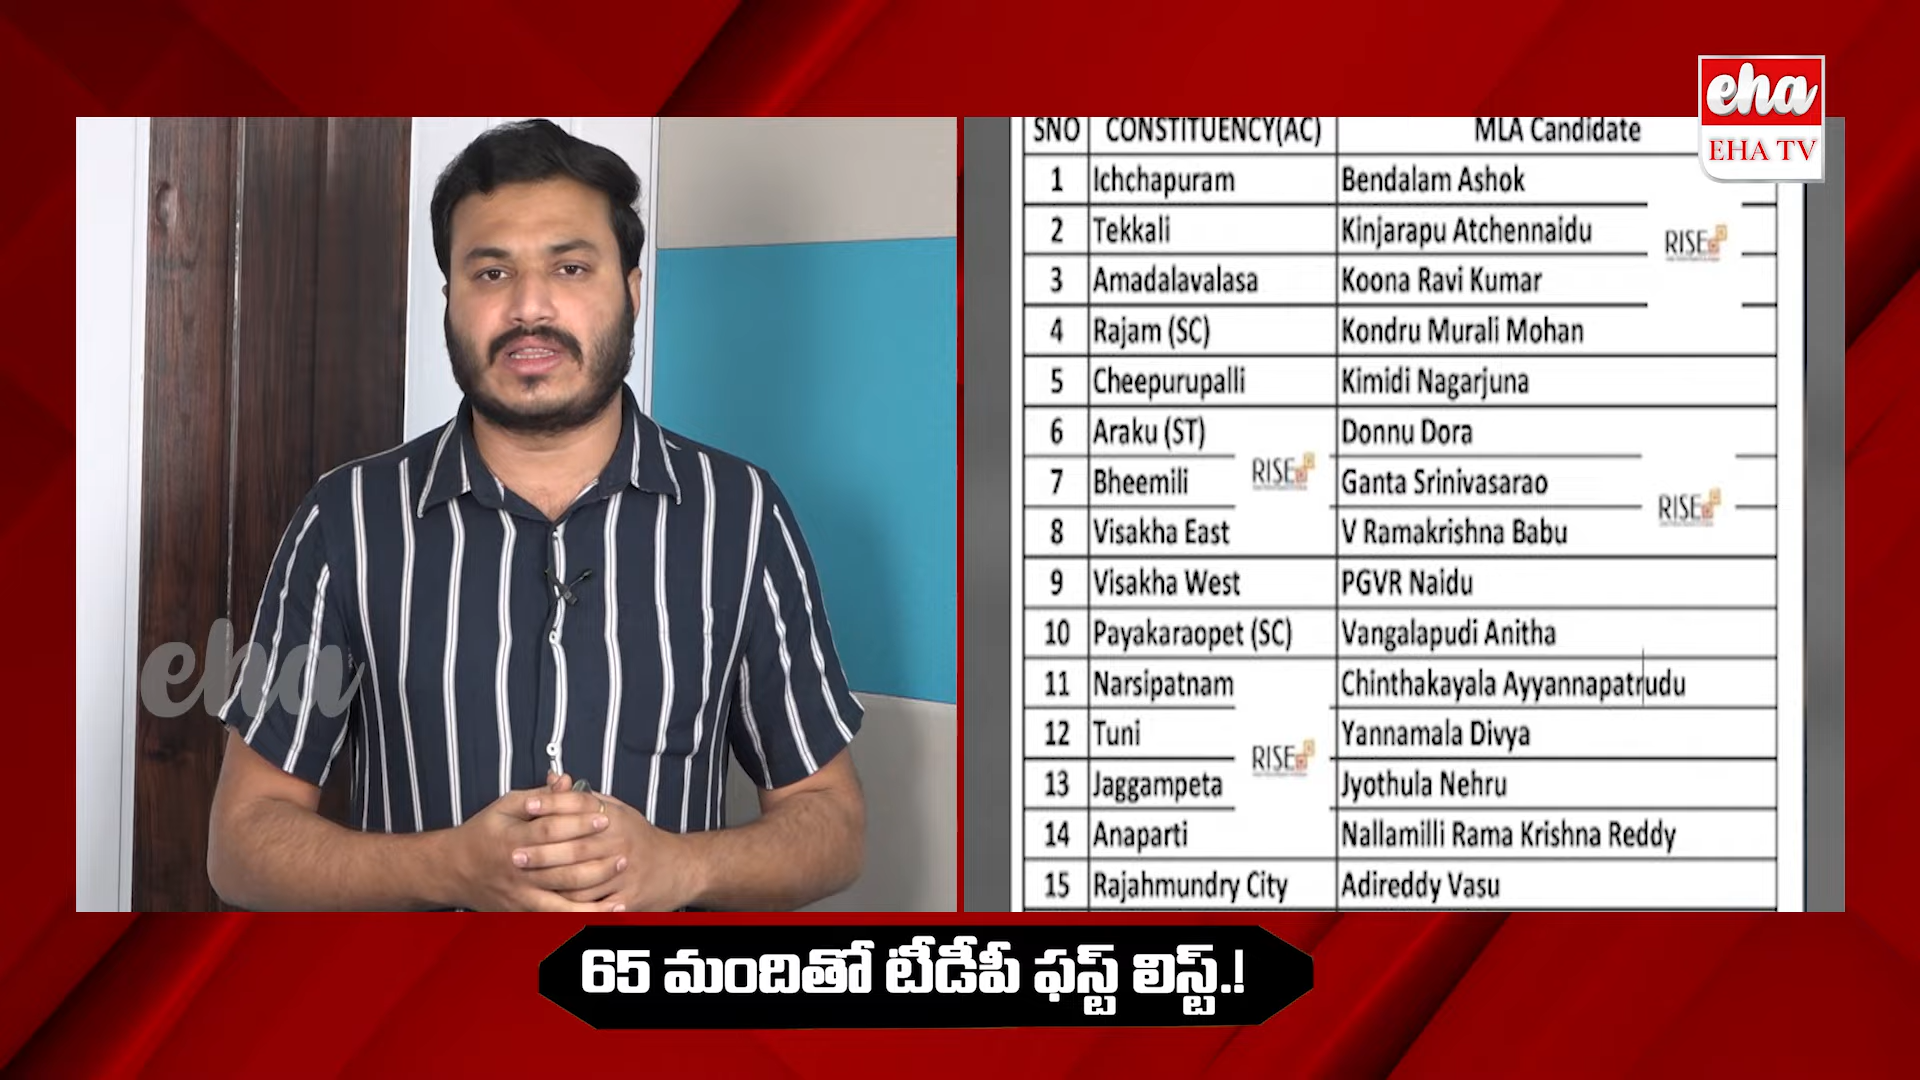 eha
EHA TV
SNO CONSTITUENCY(AC) MLA Candidate
1 Ichchapuram Bendalam Ashok
2 Tekkali Kinjarapu Atchennaidu
RISE
3 Amadalavalasa Koona Ravi Kumar
4 Rajam (SC) Kondru Murali Mohan
5 Cheepurupalli Kimidi Nagarjuna
6 Araku (ST) Donnu Dora
RISE
7 Bheemili Ganta Srinivasarao
RISE
8 Visakha East V Ramakrishna Babu
9 Visakha West PGVR Naidu
10 Payakaraopet (SC) Vangalapudi Anitha
11 Narsipatnam Chinthakayala Ayyannapatrudu
12 Tuni Yannamala Divya
RISE
13 Jaggampeta Jyothula Nehru
14 Anaparti Nallamilli Rama Krishna Reddy
15 Rajahmundry City Adireddy Vasu
eha
65 మందితో టీడీపీ ఫస్ట్ లిస్ట్.!